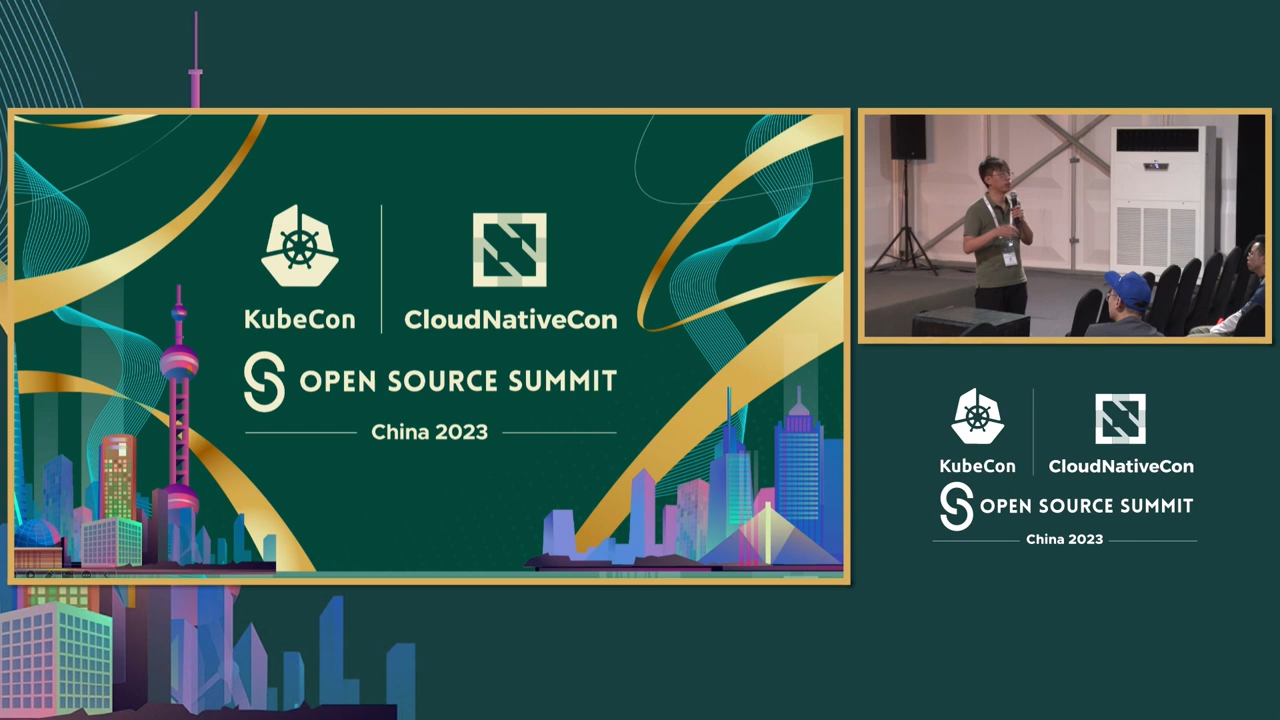 KubeCon
CloudNativeCon
OPEN SOURCE SUMMIT
China 2023
KubeCon
CloudNativeCon
OPEN SOURCE SUMMIT
China 2023